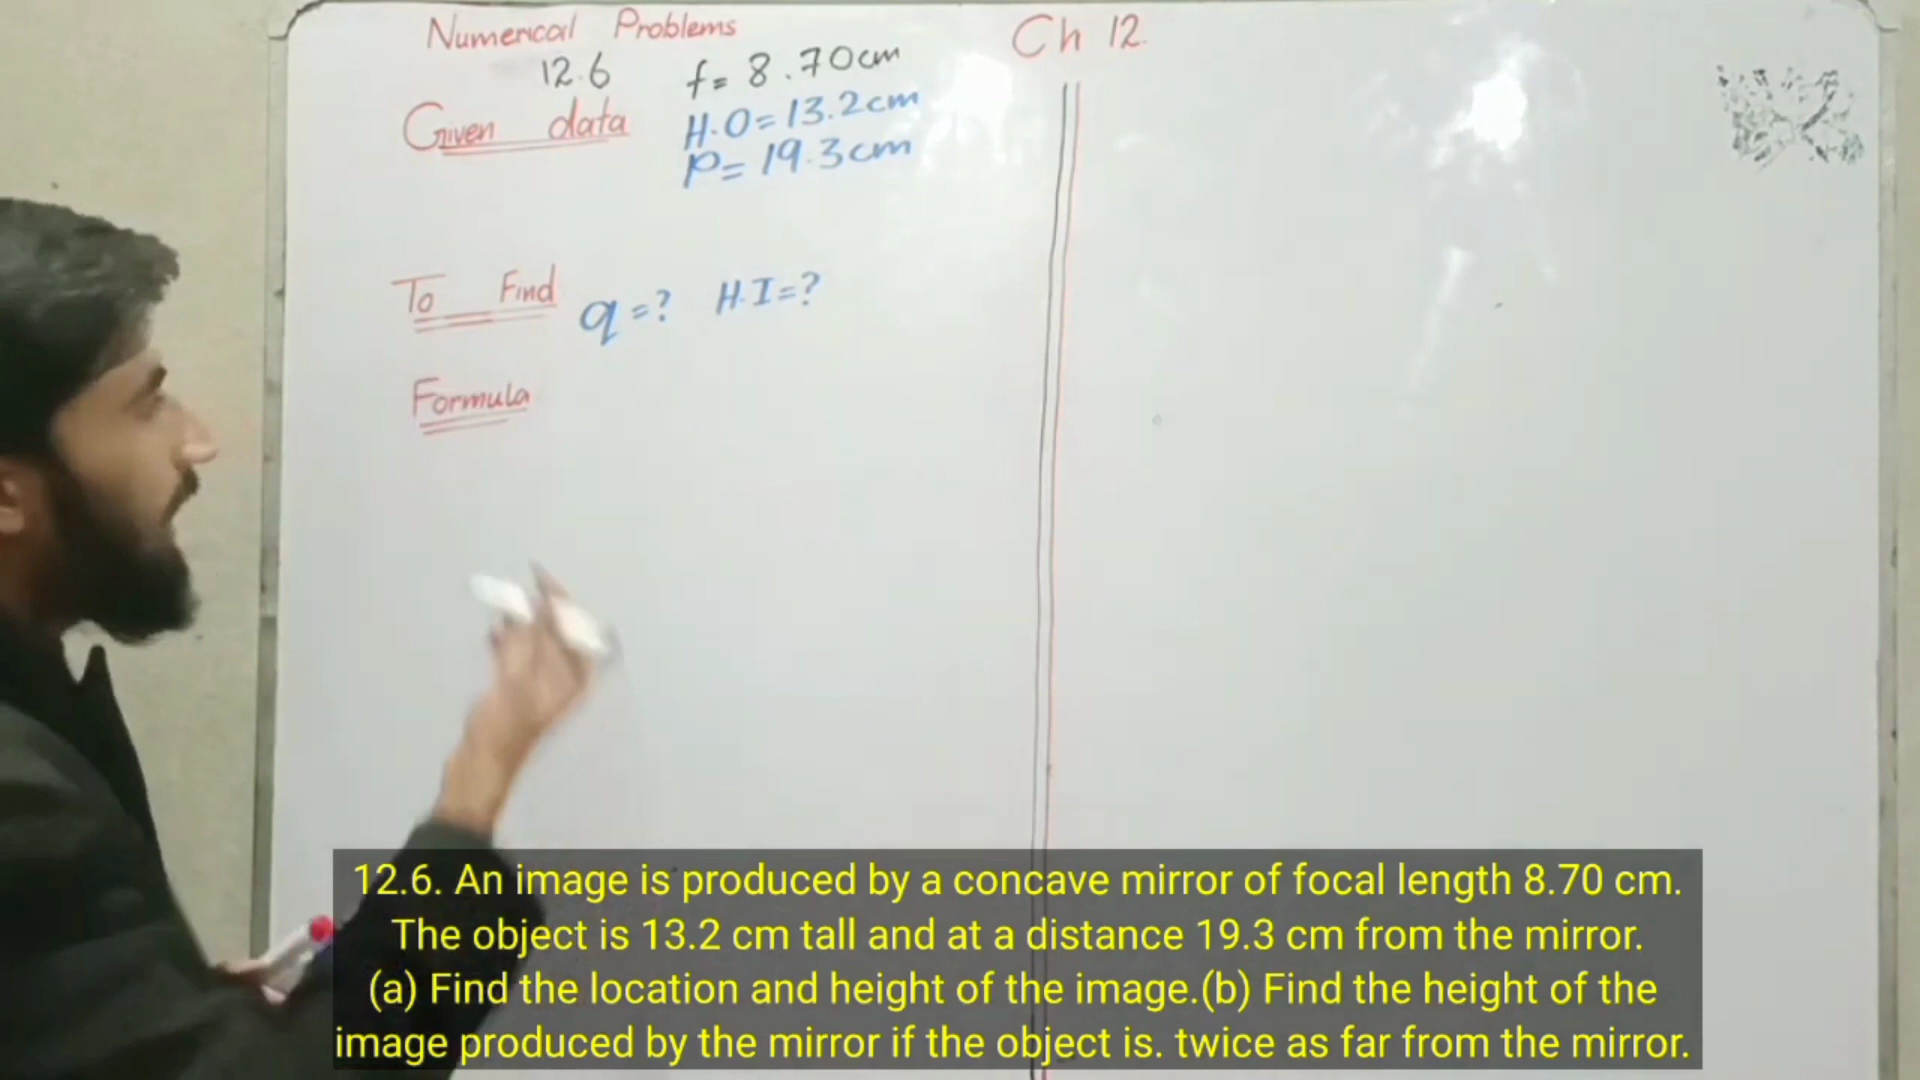 Numerical Problems
Ch 12.
12.6 f= 8.70cm
Given data H.O=13.2cm
P=19.3cm
To Find q=? H.I=?
Formula
12.6. An image is produced by a concave mirror of focal length 8.70 cm.
The object is 13.2 cm tall and at a distance 19.3 cm from the mirror.
(a) Find the location and height of the image.(b) Find the height of the
image produced by the mirror if the object is. twice as far from the mirror.